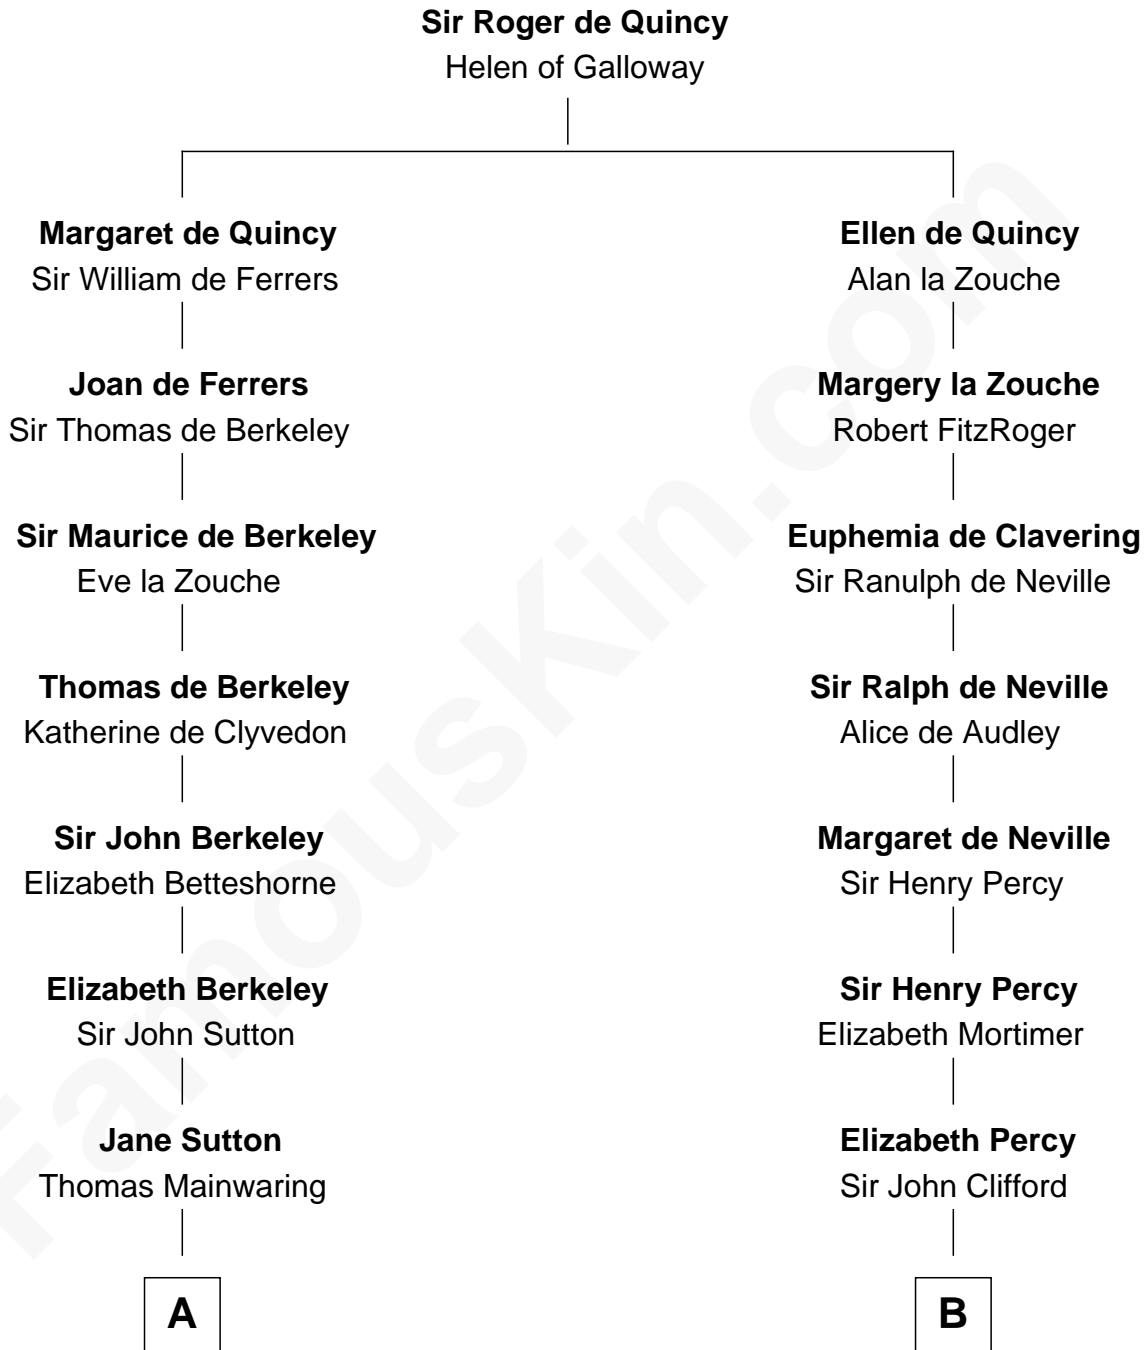 Sir Roger de Quincy
Helen of Galloway
Margaret de Quincy
Sir William de Ferrers
Ellen de Quincy
Alan la Zouche
Joan de Ferrers
Sir Thomas de Berkeley
Margery la Zouche
Robert FitzRoger
Sir Maurice de Berkeley
Eve la Zouche
Euphemia de Clavering
Sir Ranulph de Neville
Thomas de Berkeley
Katherine de Clyvedon
Sir Ralph de Neville
Alice de Audley
Sir John Berkeley
Elizabeth Betteshorne
Margaret de Neville
Sir Henry Percy
Elizabeth Berkeley
Sir John Sutton
Sir Henry Percy
Elizabeth Mortimer
Jane Sutton
Thomas Mainwaring
Elizabeth Percy
Sir John Clifford
A
B
FamousKin.com